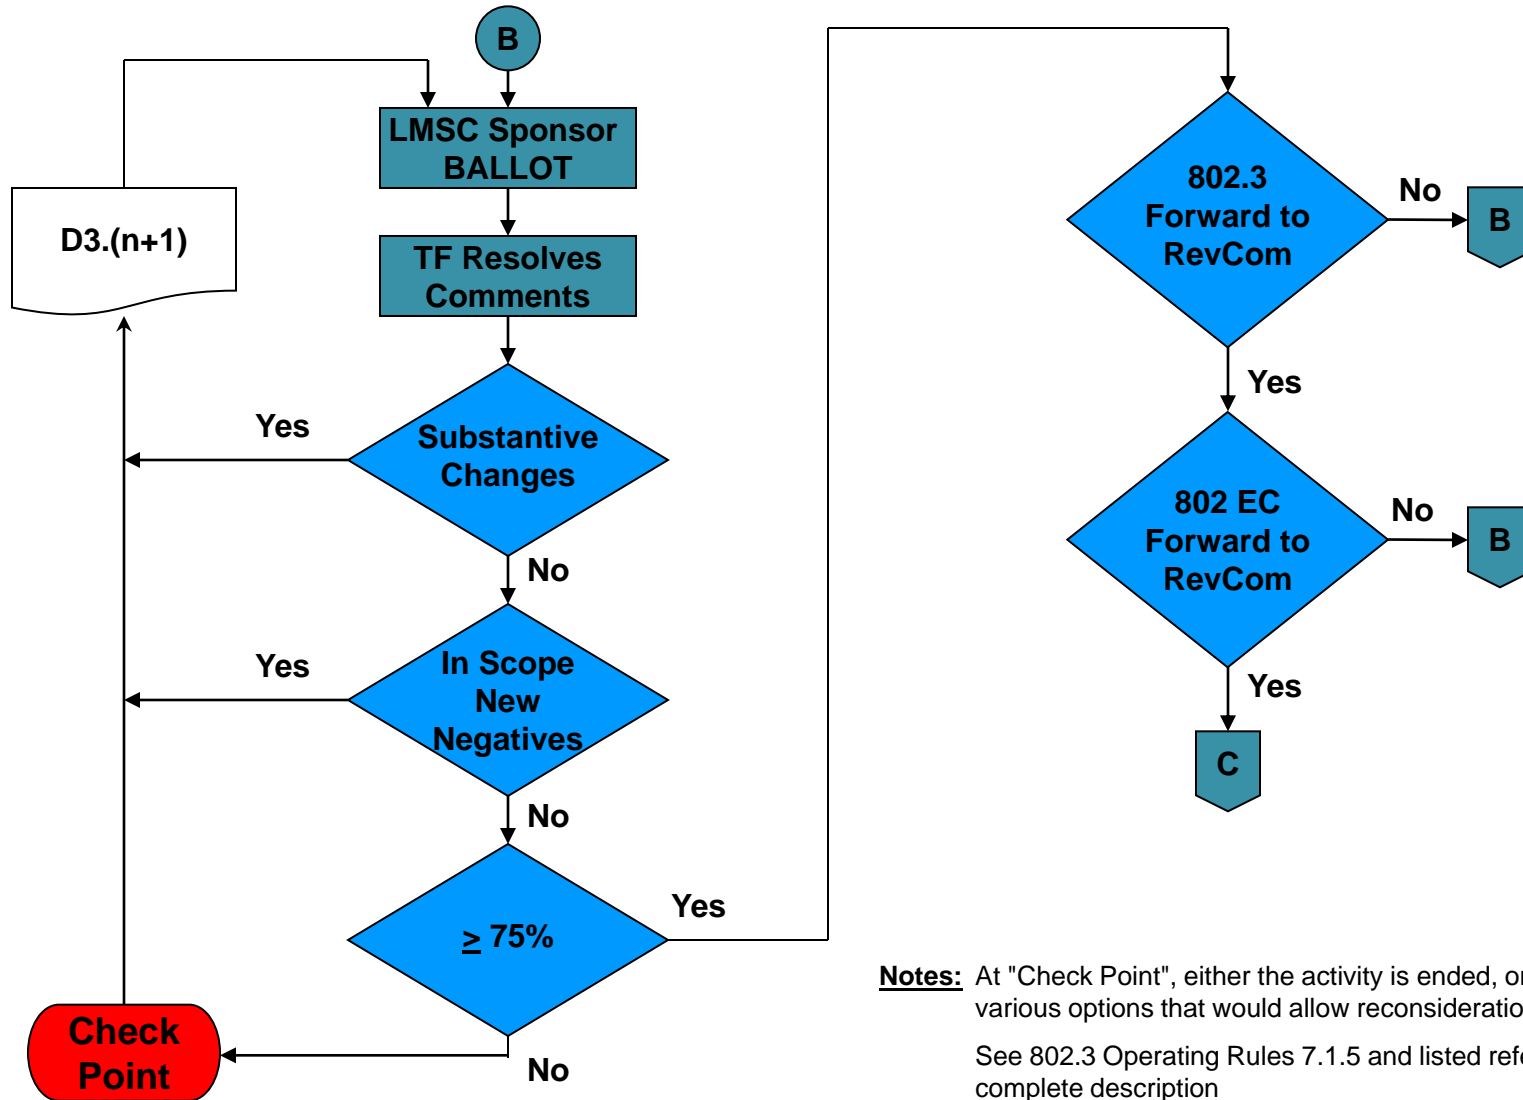 B
LMSC Sponsor
BALLOT
D3.(n+1)
TF Resolves
Comments
Yes
Substantive
Changes
No
Yes
In Scope
New
Negatives
No
≥ 75%
Yes
Check
Point
No
802.3
Forward to
RevCom
No
B
Yes
802 EC
Forward to
RevCom
No
B
Yes
C
Notes: At "Check Point", either the activity is ended, or
various options that would allow
See 802.3 Operating Rules 7.1.5 and listed
complete description